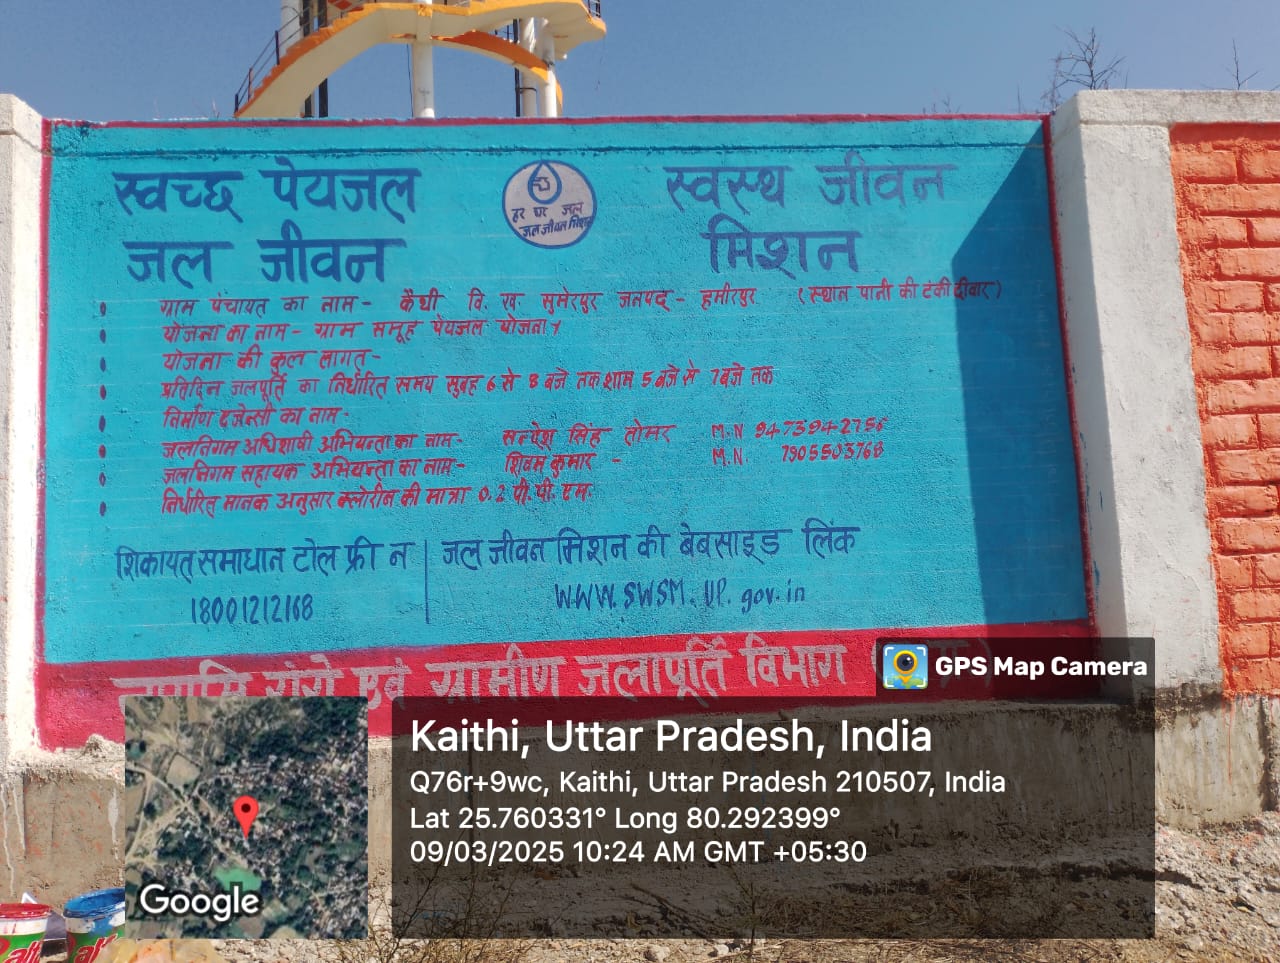 स्वच्छ पेयजल
जल जीवन
हर घर जल
जल जीवन मिशन
स्वस्थ जीवन
मिशन
ग्राम पंचायत का नाम - कैथी वि. ख. सुमेरपुर जनपद - हमीरपुर (स्थान पानी की टंकी दीवार)
योजना का नाम - ग्राम समूह पेयजल योजना
योजना की कुल लागत -
प्रतिदिन जलपूर्ति का निर्धारित समय सुबह 6 से 8 बजे तक शाम 5 बजे से 7 बजे तक
निर्माण एजेन्सी का नाम -
जलनिगम अधिशाषी अभियन्ता का नाम - सिंह तोमर M.N 9473942756
जलनिगम सहायक अभियन्ता का नाम - शिवम कुमार - M.N. 7905503768
निर्धारित मानक अनुसार क्लोरीन की मात्रा 0.2 पी.पी. एम.
शिकायत समाधान टोल फ्री न
18001212168
जल जीवन मिशन की बेबसाइड लिंक
WWW.SWSM.UP.gov.in
एवं ग्रामीण जलापूर्ति विभाग
GPS Map Camera
Kaithi, Uttar Pradesh, India
Q76r+9wc, Kaithi, Uttar Pradesh 210507, India
Lat 25.760331° Long 80.292399°
09/03/2025 10:24 AM GMT +05:30
Google